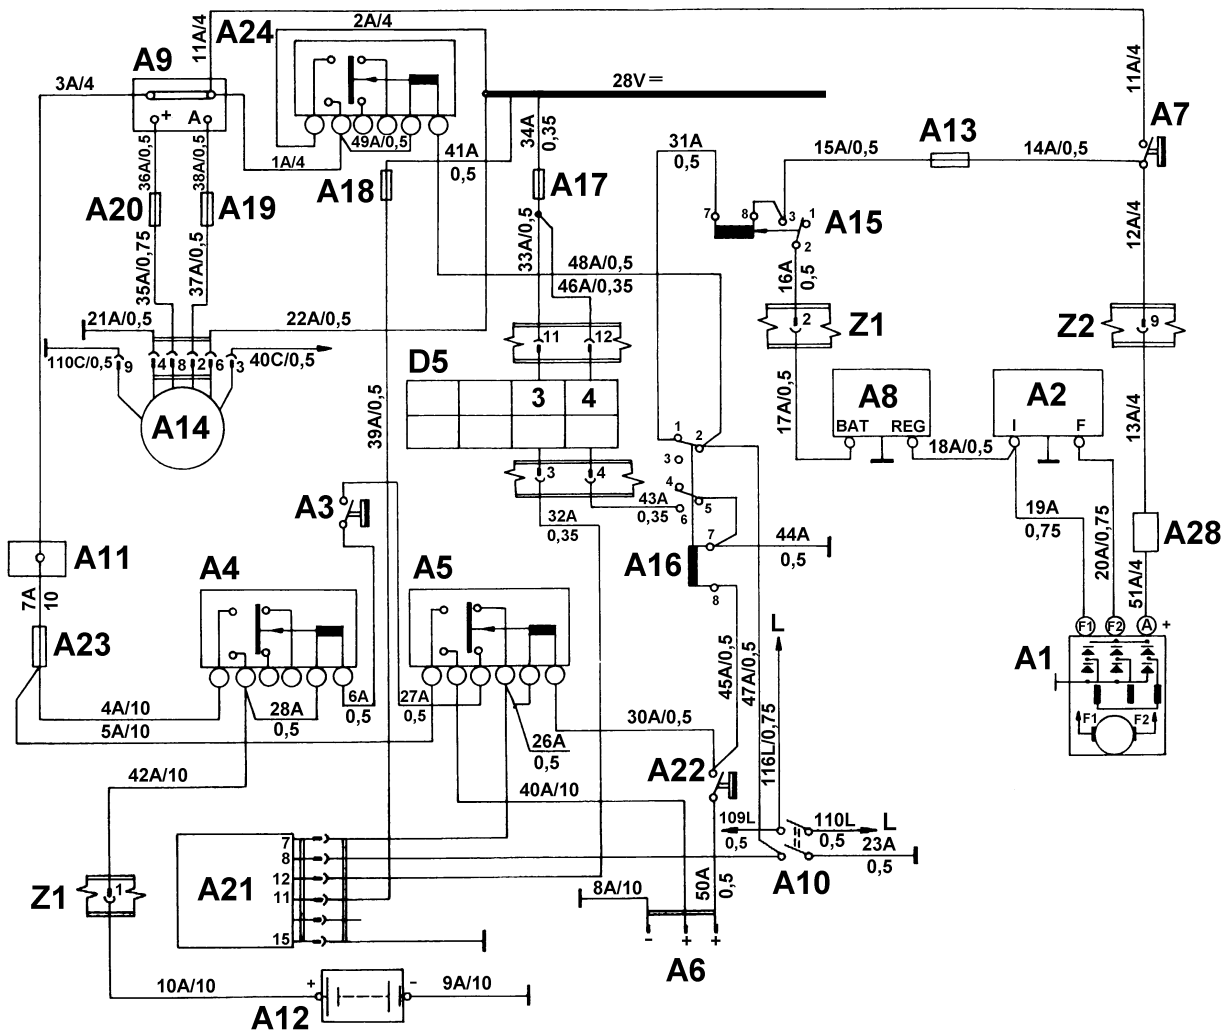 A24
2A/4
11A/4
A9
3A/4
28V=
11A/4
A7
+ A
49A/0,5
1A/4
41A
0,5
34A
0,35
31A
0,5
15A/0,5
A13
14A/0,5
36A/0,5
38A/0,5
A18
A17
A20
A19
7 8 3 1
2
A15
12A/4
35A/0,75
37A/0,5
33A/0,5
48A/0,5
46A/0,35
16A
0,5
21A/0,5
22A/0,5
11 12
2
Z1
Z2
9
110C/0,5
9 4 8 2 6 3
40C/0,5
D5
A14
3 4
39A/0,5
17A/0,5
A8
BAT REG
18A/0,5
A2
I F
13A/4
1 2
3
4
5
6
3 4
43A
0,35
A3
32A
0,35
7
44A
0,5
A16
8
19A
0,75
20A/0,75
A28
51A/4
A11
7A
10
A4
A5
A23
F1 F2 A +
A1
F1 F2
L
4A/10
5A/10
28A
0,5
6A
0,5
27A
0,5
26A
0,5
30A/0,5
45A/0,5
47A/0,5
116L/0,75
42A/10
40A/10
A22
109L
0,5
110L
0,5
L
23A
0,5
A10
7
8
12
11
15
A21
Z1
1
8A/10
50A
0,5
- + +
A6
10A/10
+ -
9A/10
A12